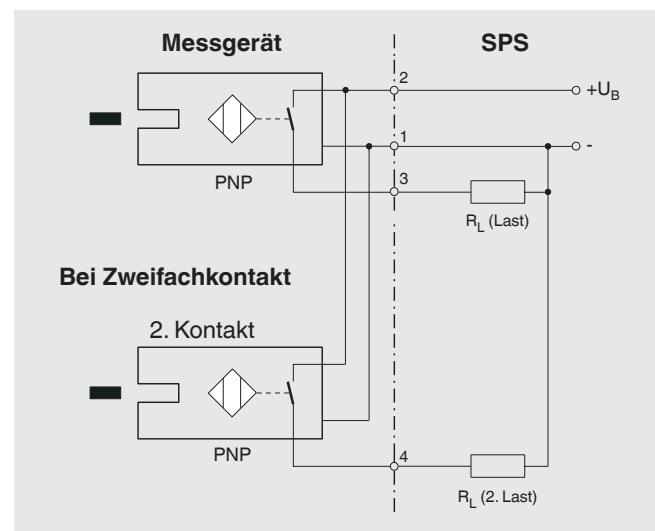 Messgerät
SPS
2
+U_B
1
-
3
PNP
R_L (Last)
Bei Zweifachkontakt
2. Kontakt
PNP
4
R_L (2. Last)